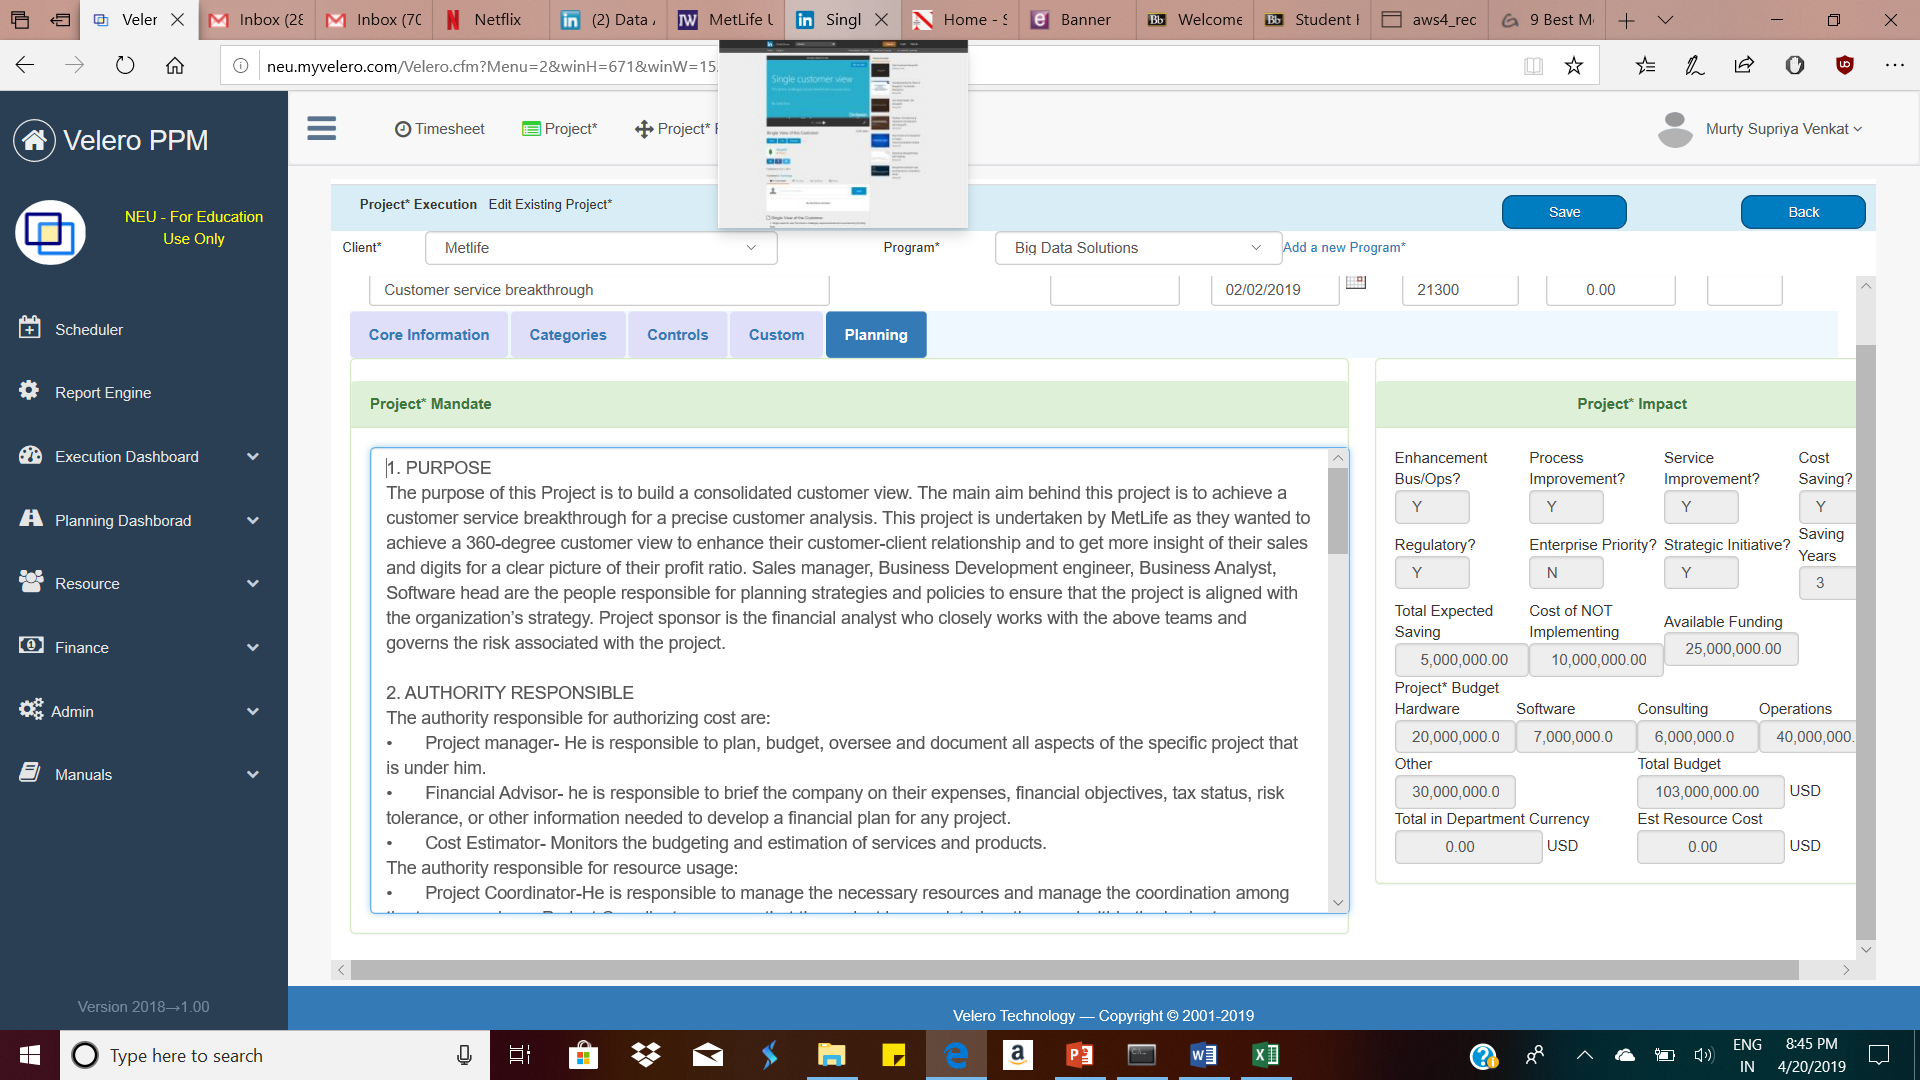 Veler
Inbox (28
Inbox (70
Netflix
(2) Data A
MetLife U
Singl
Home - S
Banner
Welcome
Student H
aws4_rec
9 Best M
neu.myvelero.com/Velero.cfm?Menu=2&winH=671&winW=15
Single customer view
Velero PPM
Timesheet
Project*
Project* P
Murty Supriya Venkat
NEU - For Education
Use Only
Project* Execution Edit Existing Project*
Save
Back
Client*
Metlife
Program*
Big Data Solutions
Add a new Program*
Customer service breakthrough
02/02/2019
21300
0.00
Core Information
Categories
Controls
Custom
Planning
Scheduler
Report Engine
Execution Dashboard
Planning Dashborad
Resource
Finance
Admin
Manuals
Version 2018→1.00
Project* Mandate
1. PURPOSE
The purpose of this Project is to build a consolidated customer view. The main aim behind this project is to achieve a
customer service breakthrough for a precise customer analysis. This project is undertaken by MetLife as they wanted to
achieve a 360-degree customer view to enhance their customer-client relationship and to get more insight of their sales
and digits for a clear picture of their profit ratio. Sales manager, Business Development engineer, Business Analyst,
Software head are the people responsible for planning strategies and policies to ensure that the project is aligned with
the organization’s strategy. Project sponsor is the financial analyst who closely works with the above teams and
governs the risk associated with the project.
2. AUTHORITY RESPONSIBLE
The authority responsible for authorizing cost are:
• Project manager- He is responsible to plan, budget, oversee and document all aspects of the specific project that
is under him.
• Financial Advisor- he is responsible to brief the company on their expenses, financial objectives, tax status, risk
tolerance, or other information needed to develop a financial plan for any project.
• Cost Estimator- Monitors the budgeting and estimation of services and products.
The authority responsible for resource usage:
• Project Coordinator-He is responsible to manage the necessary resources and manage the coordination among
Project* Impact
Enhancement Process Service Cost
Bus/Ops? Improvement? Improvement? Saving?
Y Y Y Y
Regulatory? Enterprise Priority? Strategic Initiative? Saving
Years
Y N Y 3
Total Expected Cost of NOT Available Funding
Saving Implementing
5,000,000.00 10,000,000.00 25,000,000.00
Project* Budget
Hardware Software Consulting Operations
20,000,000.0 7,000,000.0 6,000,000.0 40,000,000.
Other Total Budget
30,000,000.0 103,000,000.00 USD
Total in Department Currency Est Resource Cost
0.00 USD 0.00 USD
Velero Technology — Copyright © 2001-2019
Type here to search
ENG
IN
8:45 PM
4/20/2019